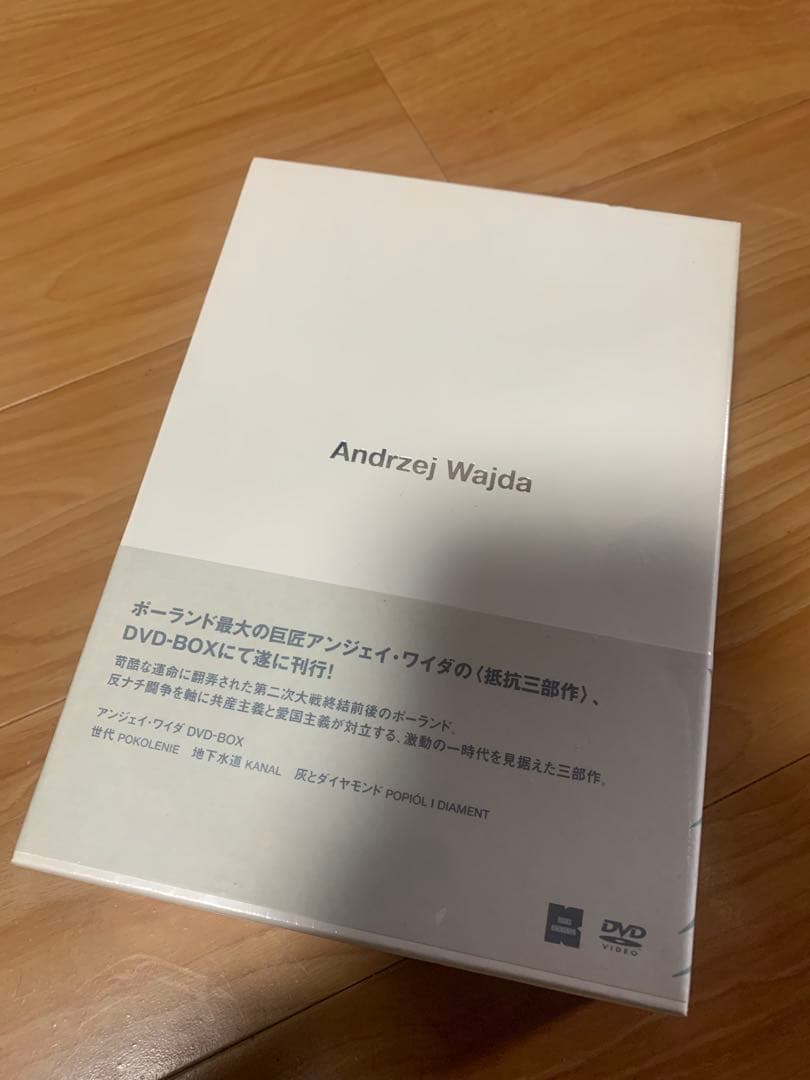 Andrzej Wajda
ポーランド最大の巨匠アンジェイ・ワイダの〈抵抗三部作〉、
DVD-BOXにて遂に刊行!
苛酷な運命に翻弄された第二次大戦終結前後のポーランド。
反ナチ闘争を軸に共産主義と愛国主義が対立する、激動の一時代を見据えた三部作。
アンジェイ・ワイダ DVD-BOX
世代 POKOLENIE 地下水道 KANAL 灰とダイヤモンド POPIÓL I DIAMENT
DVD
VIDEO